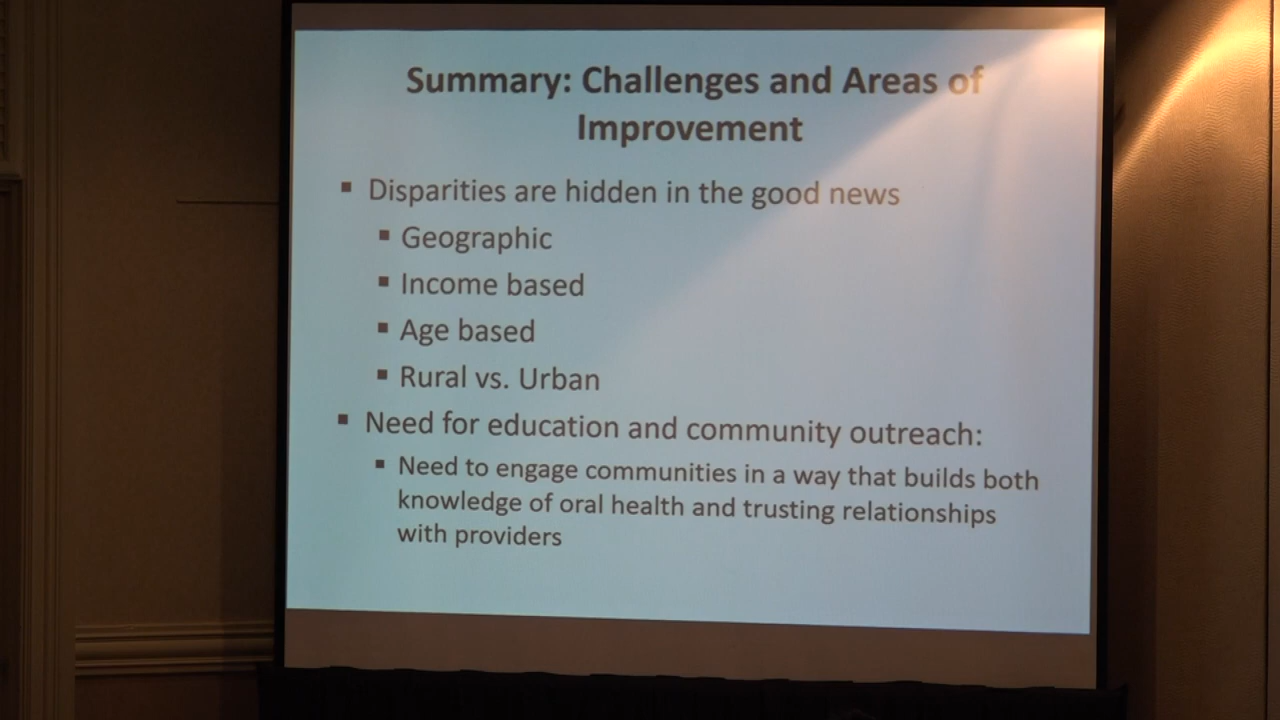 Summary: Challenges and Areas of
Improvement
▪ Disparities are hidden in the good news
▪ Geographic
▪ Income based
▪ Age based
▪ Rural vs. Urban
▪ Need for education and community outreach:
▪ Need to engage communities in a way that builds both
knowledge of oral health and trusting relationships
with providers